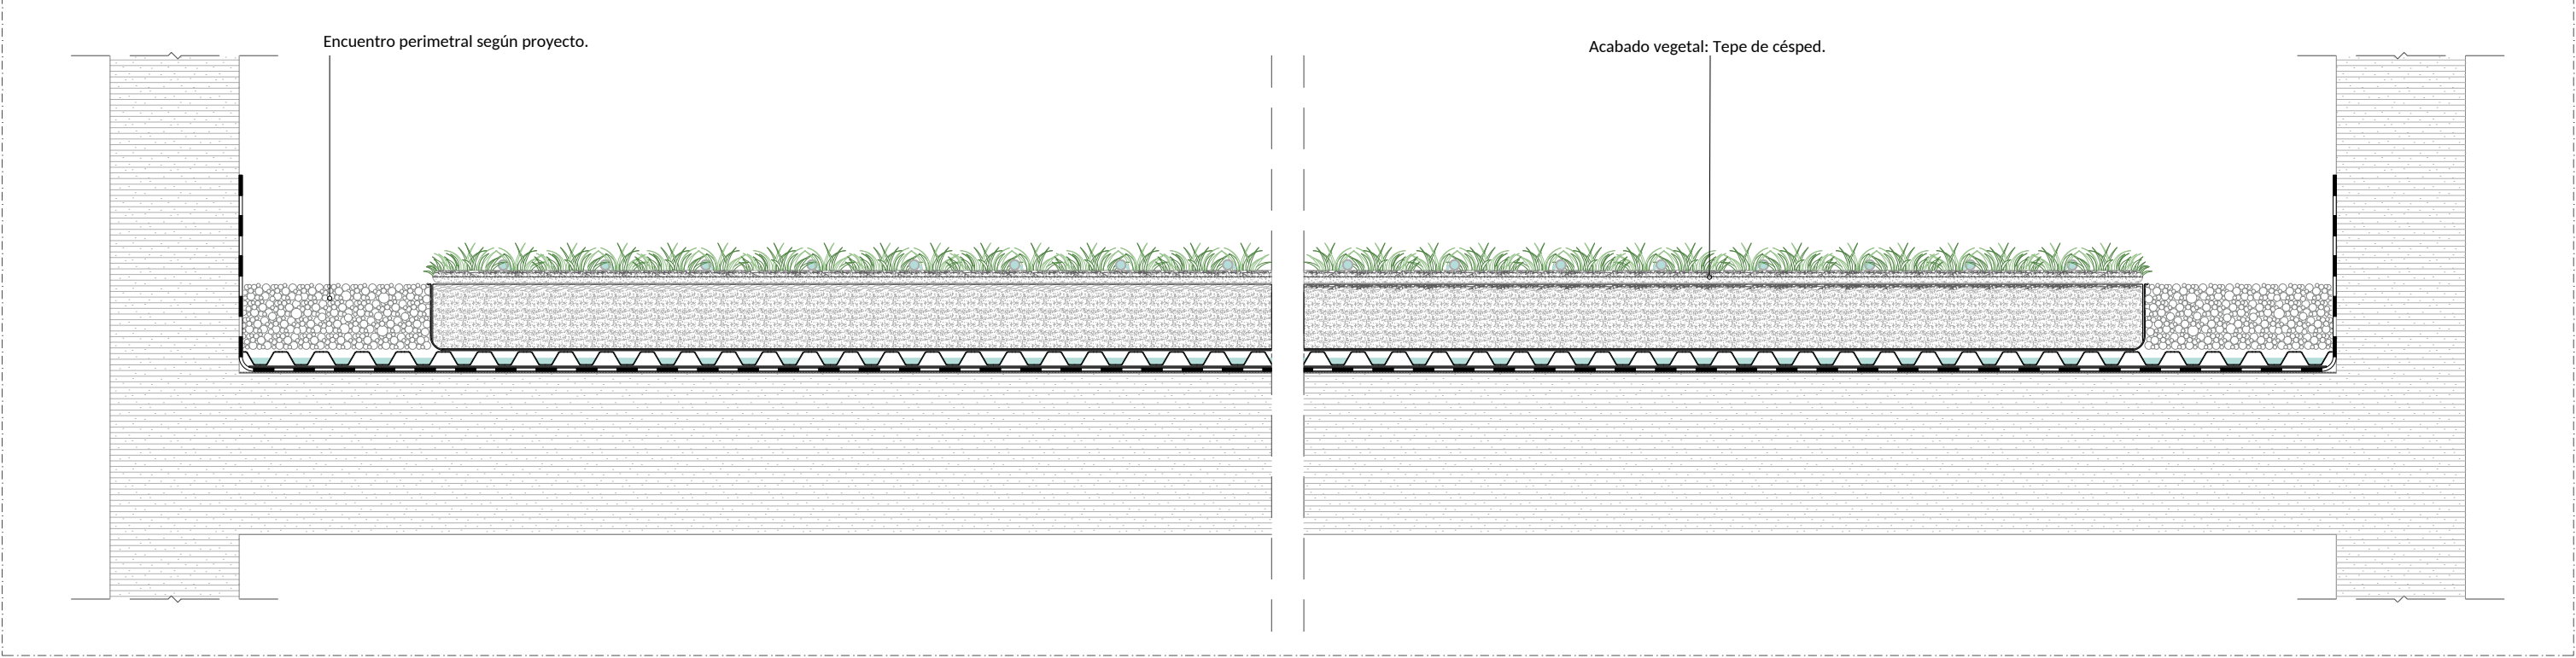 Encuentro perimetral según proyecto.
Acabado vegetal: Tepe de césped.